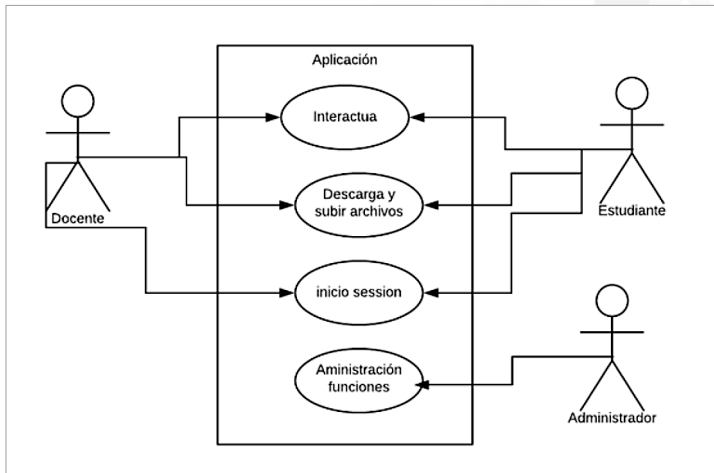 Aplicación
Interactua
Descarga y
subir archivos
Docente
Estudiante
inicio session
Aministración
funciones
Administrador